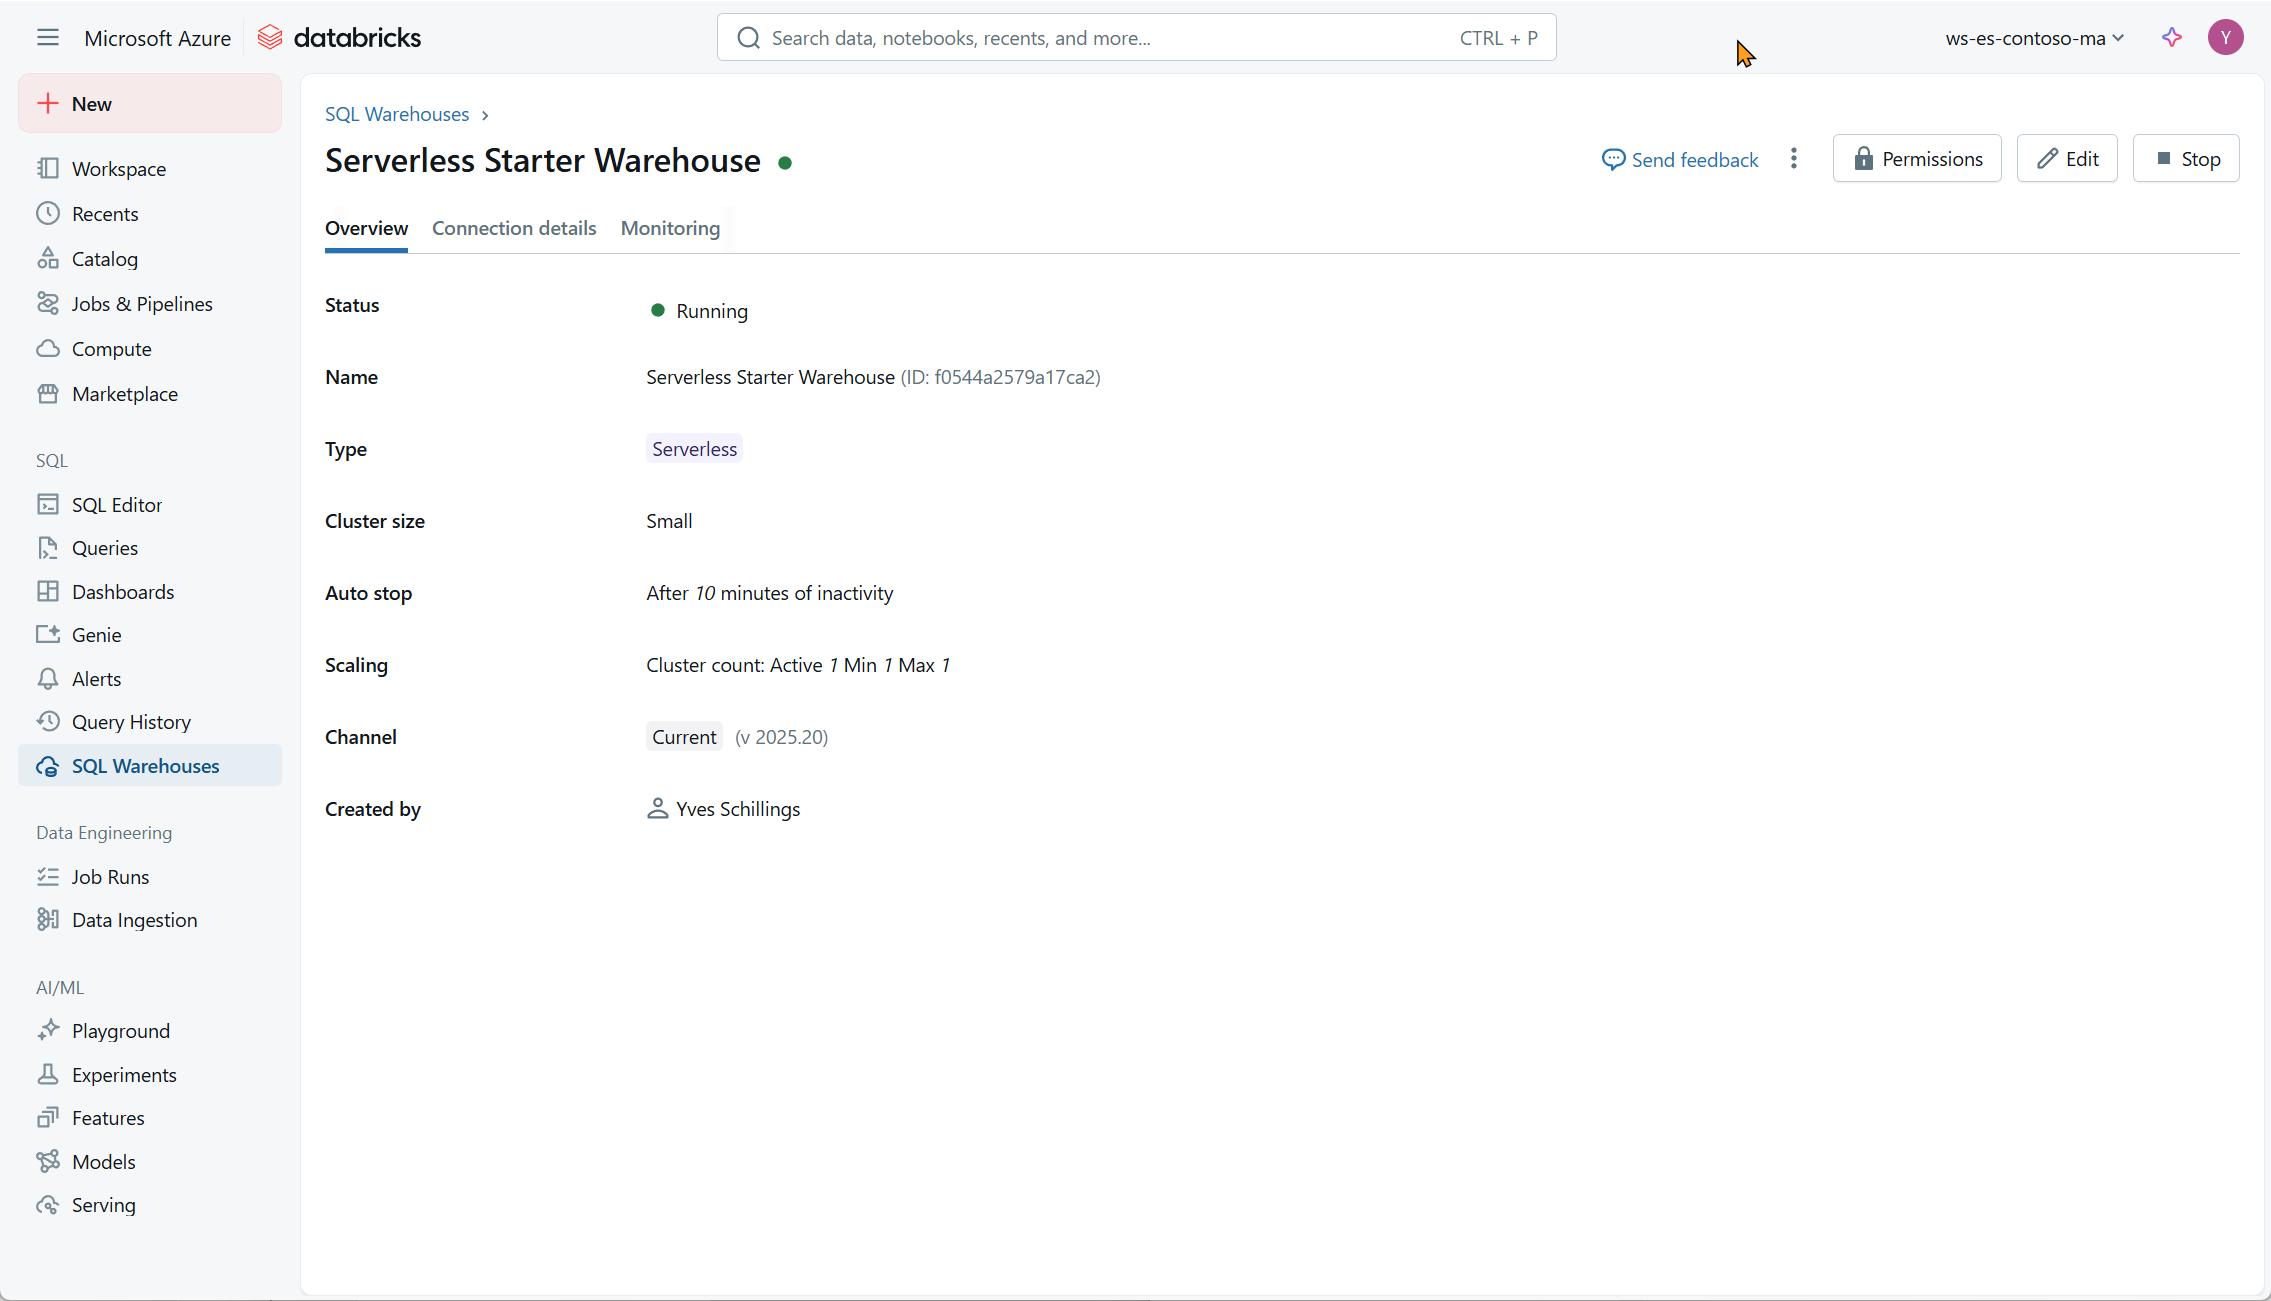 Microsoft Azure databricks
Search data, notebooks, recents, and more... CTRL + P
ws-es-contoso-ma
Y
New
Workspace
Recents
Catalog
Jobs & Pipelines
Compute
Marketplace
SQL
SQL Editor
Queries
Dashboards
Genie
Alerts
Query History
SQL Warehouses
Data Engineering
Job Runs
Data Ingestion
AI/ML
Playground
Experiments
Features
Models
Serving
SQL Warehouses ›
Serverless Starter Warehouse
Send feedback
Permissions
Edit
Stop
Overview Connection details Monitoring
Status Running
Name Serverless Starter Warehouse (ID: f0544a2579a17ca2)
Type Serverless
Cluster size Small
Auto stop After 10 minutes of inactivity
Scaling Cluster count: Active 1 Min 1 Max 1
Channel Current (v 2025.20)
Created by Yves Schillings